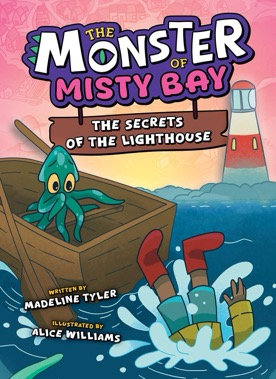 THE
MONSTER
OF
MISTY BAY
THE SECRETS
OF THE LIGHTHOUSE
WRITTEN BY
MADELINE TYLER
ILLUSTRATED BY
ALICE WILLIAMS